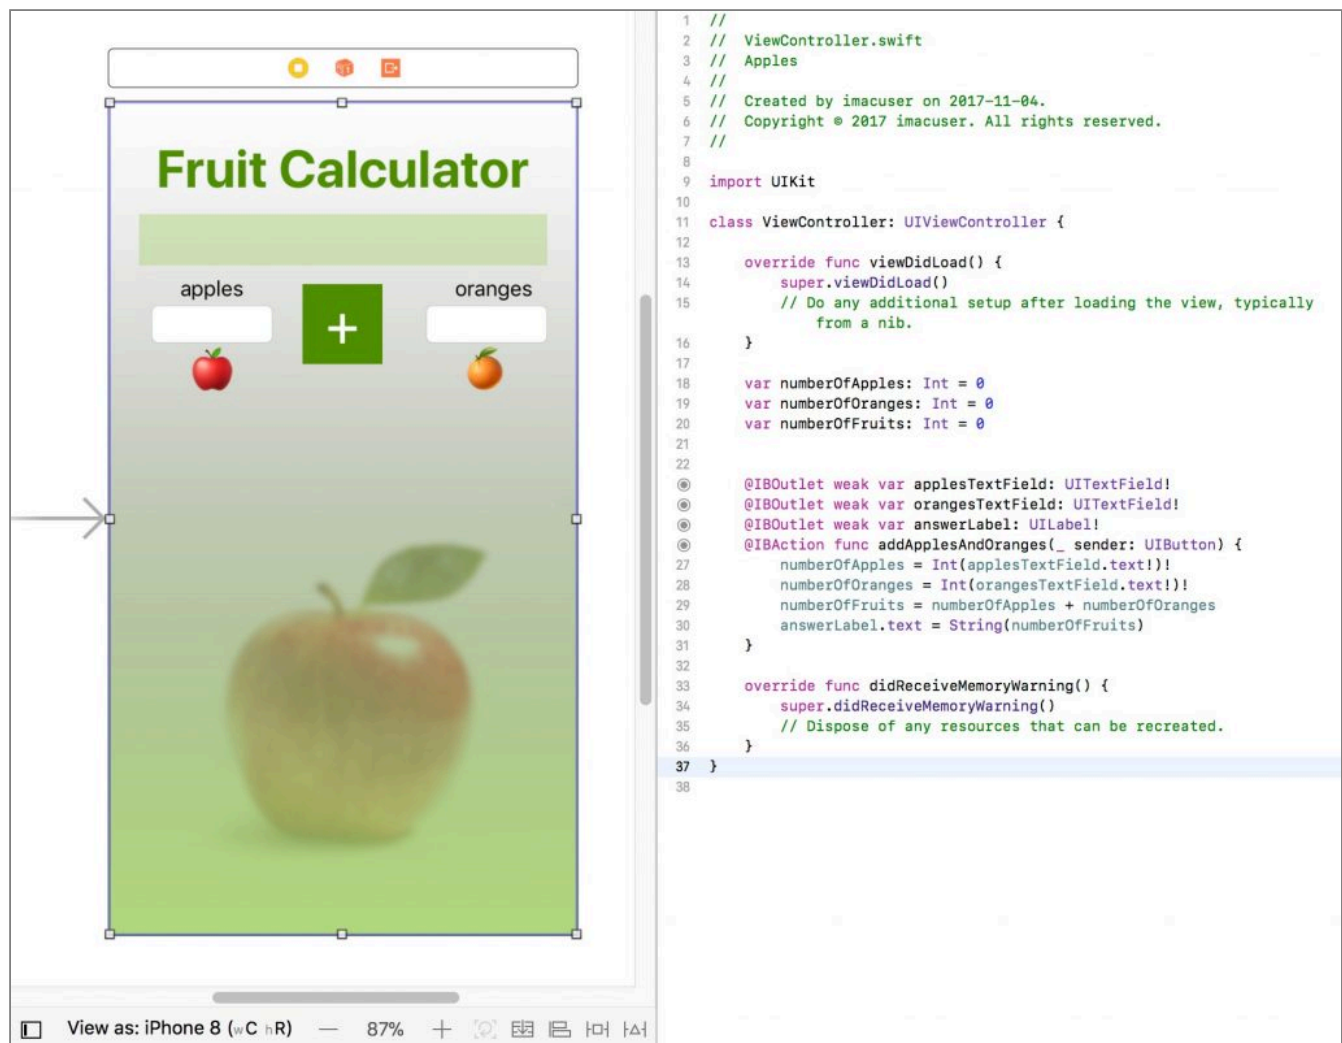 Fruit Calculator
apples
oranges
+
View as: iPhone 8 (wC hR)
— 87% +
1 //
2 // ViewController.swift
3 // Apples
4 //
5 // Created by imacuser on 2017-11-04.
6 // Copyright © 2017 imacuser. All rights reserved.
7 //
8
9 import UIKit
10
11 class ViewController: UIViewController {
12
13 override func viewDidLoad() {
14 super.viewDidLoad()
15 // Do any additional setup after loading the view, typically
from a nib.
16 }
17
18 var numberOfApples: Int = 0
19 var numberOfOranges: Int = 0
20 var numberOfFruits: Int = 0
21
22
@IBOutlet weak var applesTextField: UITextField!
@IBOutlet weak var orangesTextField: UITextField!
@IBOutlet weak var answerLabel: UILabel!
@IBAction func addApplesAndOranges(_ sender: UIButton) {
27 numberOfApples = Int(applesTextField.text!)!
28 numberOfOranges = Int(orangesTextField.text!)!
29 numberOfFruits = numberOfApples + numberOfOranges
30 answerLabel.text = String(numberOfFruits)
31 }
32
33 override func didReceiveMemoryWarning() {
34 super.didReceiveMemoryWarning()
35 // Dispose of any resources that can be recreated.
36 }
37 }
38